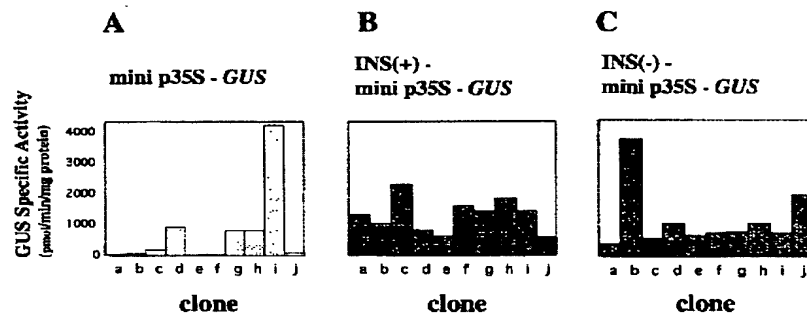 A
mini p35S - GUS
B
INS(+) -
mini p35S - GUS
C
INS(-) -
mini p35S - GUS
GUS Specific Activity
(pmol/min/mg protein)
4000
3000
2000
1000
0
a b c d e f g h i j
clone
a b c d e f g h i j
clone
a b c d e f g h i j
clone